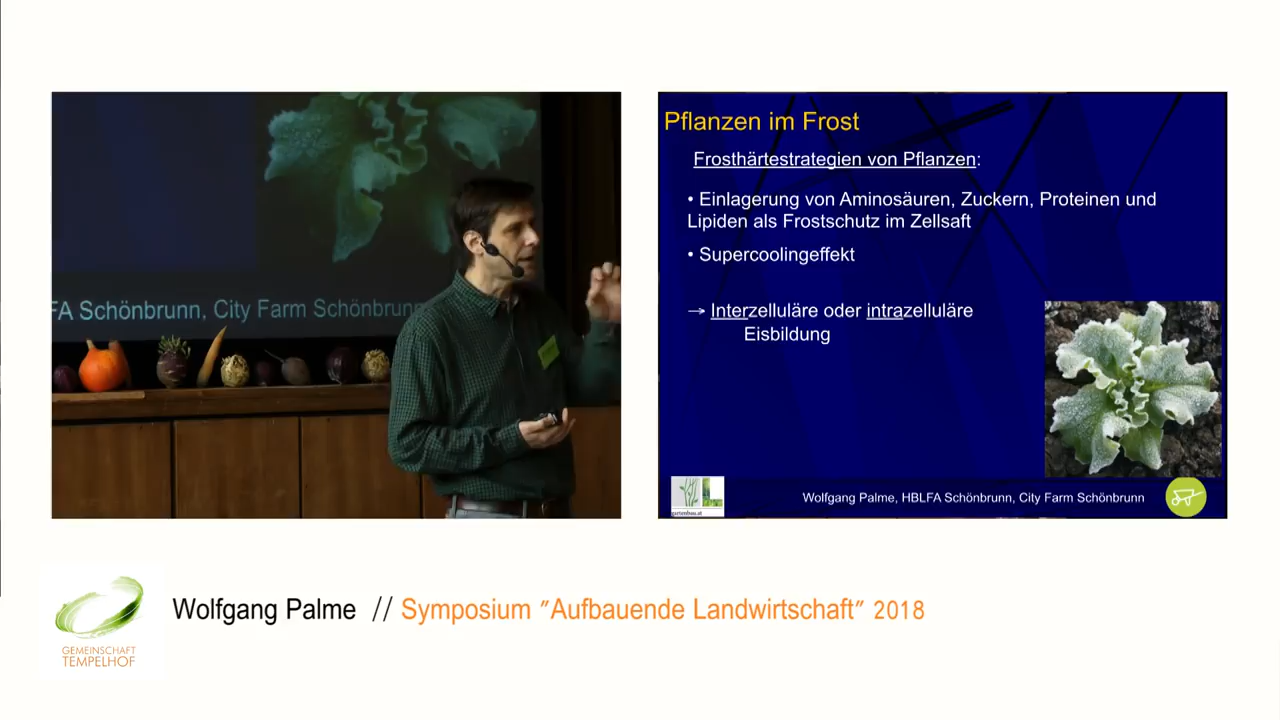 FA Schönbrunn, City Farm Schönbrunn
Pflanzen im Frost
Frosthärtestrategien von Pflanzen:
• Einlagerung von Aminosäuren, Zuckern, Proteinen und
Lipiden als Frostschutz im Zellsaft
• Supercoolingeffekt
→ Interzelluläre oder intrazelluläre
Eisbildung
gartenbau.at
Wolfgang Palme, HBLFA Schönbrunn, City Farm Schönbrunn
GEMEINSCHAFT
TEMPELHOF
Wolfgang Palme // Symposium "Aufbauende Landwirtschaft" 2018